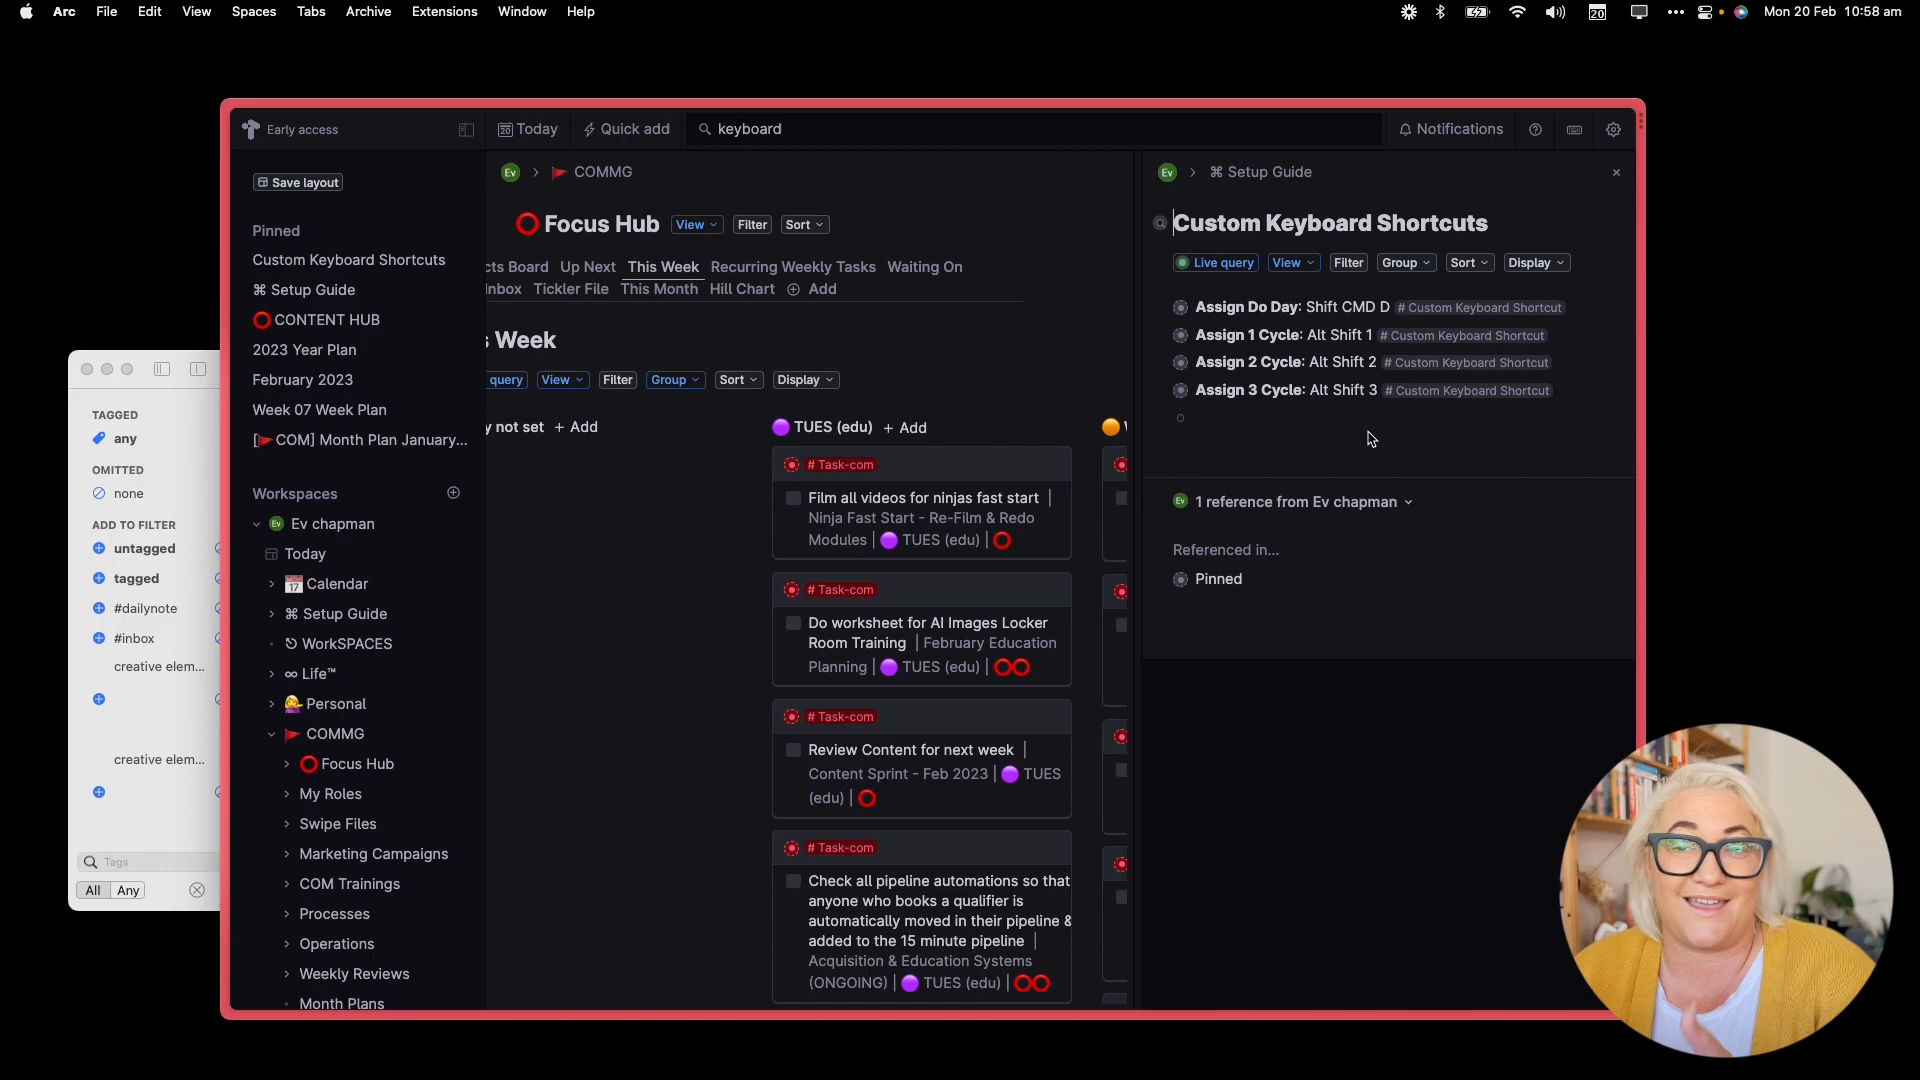 Arc File Edit View Spaces Tabs Archive Extensions Window Help
20
Mon 20 Feb 10:58 am
Early access
Today
Quick add
keyboard
Notifications
Save layout
Pinned
Custom Keyboard Shortcuts
⌘ Setup Guide
CONTENT HUB
2023 Year Plan
February 2023
Week 07 Week Plan
[🚩COM] Month Plan January...
Workspaces
Ev Ev chapman
Today
Calendar
⌘ Setup Guide
WorkSPACES
∞ Life™
Personal
COMMG
Focus Hub
My Roles
Swipe Files
Marketing Campaigns
COM Trainings
Processes
Operations
Weekly Reviews
Month Plans
TAGGED
any
OMITTED
none
ADD TO FILTER
untagged
tagged
#dailynote
#inbox
creative elem...
creative elem...
Tags
All Any
Ev > COMMG
Focus Hub View Filter Sort
cts Board Up Next This Week Recurring Weekly Tasks Waiting On
nbox Tickler File This Month Hill Chart Add
s Week
query View Filter Group Sort Display
y not set + Add
TUES (edu) + Add
# Task-com
Film all videos for ninjas fast start |
Ninja Fast Start - Re-Film & Redo
Modules | TUES (edu) |
# Task-com
Do worksheet for AI Images Locker
Room Training | February Education
Planning | TUES (edu) |
# Task-com
Review Content for next week |
Content Sprint - Feb 2023 | TUES
(edu) |
# Task-com
Check all pipeline automations so that
anyone who books a qualifier is
automatically moved in their pipeline &
added to the 15 minute pipeline |
Acquisition & Education Systems
(ONGOING) | TUES (edu) |
Ev > ⌘ Setup Guide
Custom Keyboard Shortcuts
Live query View Filter Group Sort Display
Assign Do Day: Shift CMD D # Custom Keyboard Shortcut
Assign 1 Cycle: Alt Shift 1 # Custom Keyboard Shortcut
Assign 2 Cycle: Alt Shift 2 # Custom Keyboard Shortcut
Assign 3 Cycle: Alt Shift 3 # Custom Keyboard Shortcut
Ev 1 reference from Ev chapman
Referenced in...
Pinned